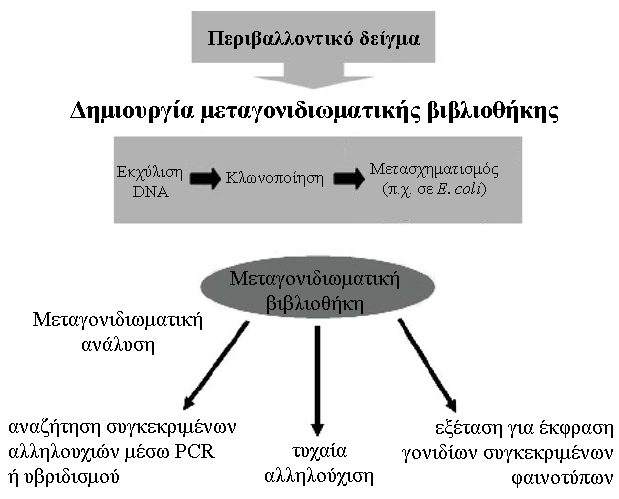 Περιβαλλοντικό δείγμα
Δημιουργία μεταγονιδιωματικής βιβλιοθήκης
Εκχύλιση
DNA
Κλωνοποίηση
Μετασχηματισμός
(π.χ. σε E. coli)
Μεταγονιδιωματική
βιβλιοθήκη
Μεταγονιδιωματική
ανάλυση
αναζήτηση συγκεκριμένων
αλληλουχιών μέσω PCR
ή υβριδισμού
τυχαία
αλληλούχιση
εξέταση για έκφραση
γονιδίων συγκεκριμένων
φαινοτύπων